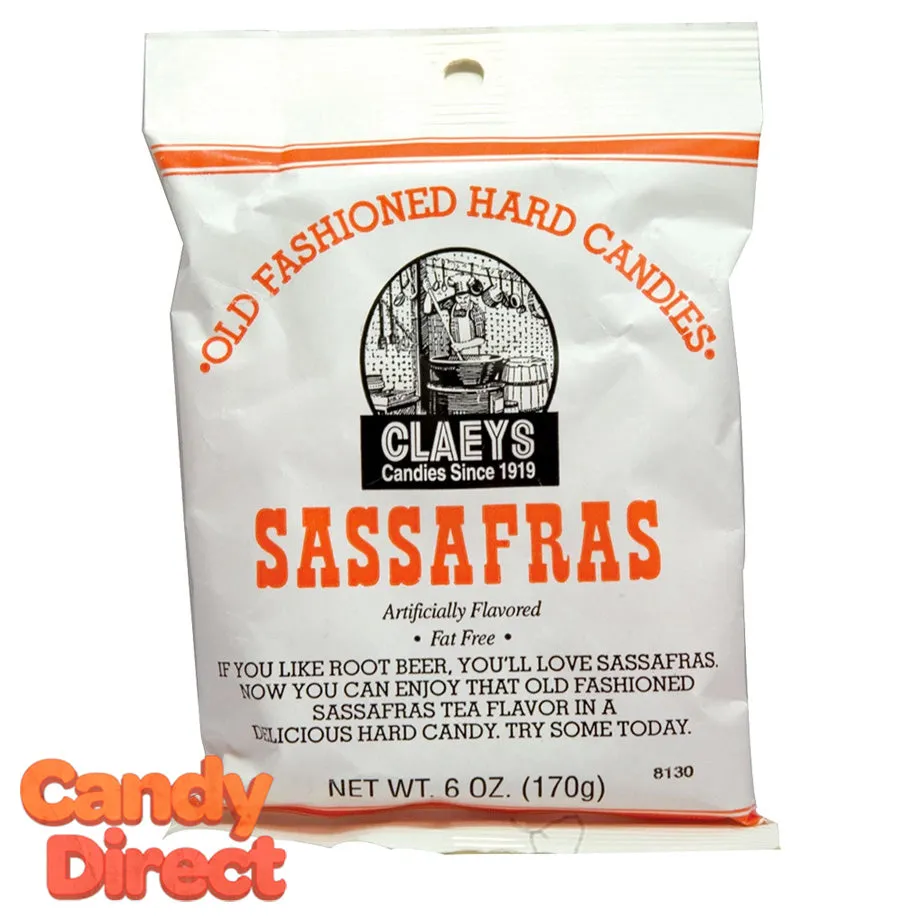 •OLD FASHIONED HARD CANDIES•
CLAEYS
Candies Since 1919
SASSAFRAS
Artificially Flavored
• Fat Free •
IF YOU LIKE ROOT BEER, YOU'LL LOVE SASSAFRAS.
NOW YOU CAN ENJOY THAT OLD FASHIONED
SASSAFRAS TEA FLAVOR IN A
DELICIOUS HARD CANDY. TRY SOME TODAY.
8130
NET WT. 6 OZ. (170g)
Candy
Direct